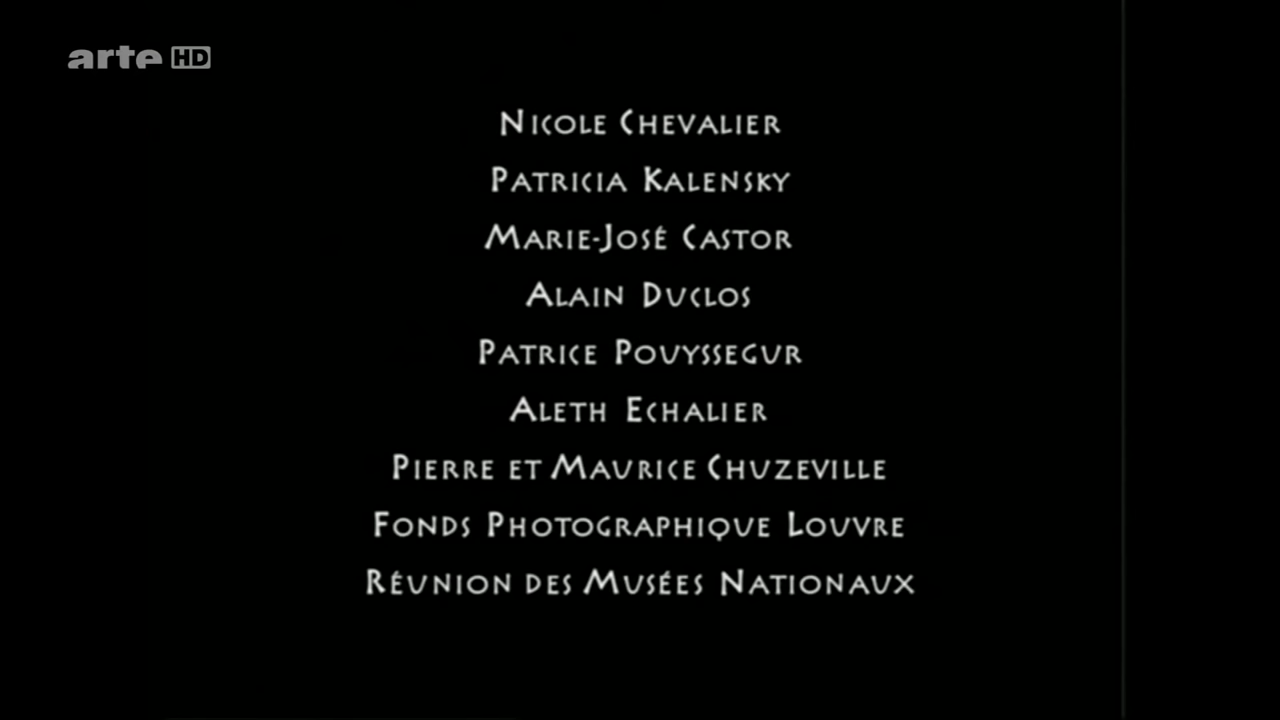 arte HD
Nicole Chevalier
Patricia Kalensky
Marie-José Castor
Alain Duclos
Patrice Pouyssegur
Aleth Echalier
Pierre et Maurice Chuzeville
Fonds Photographique Louvre
Réunion des Musées Nationaux